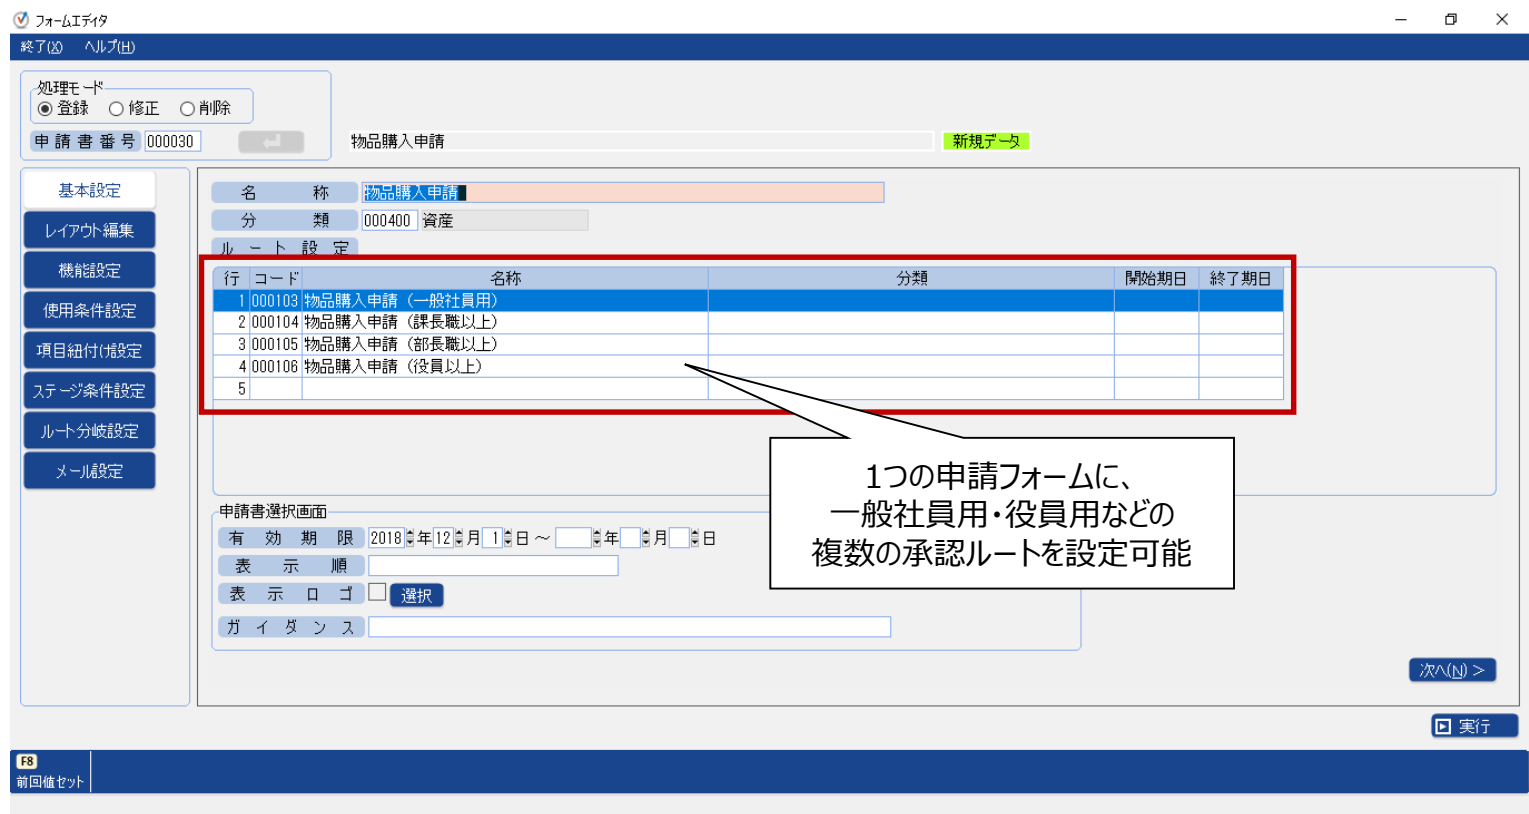 フォームエディタ
終了(X) ヘルプ(H)
処理モード
登録 修正 削除
申請書番号 000030 物品購入申請 新規データ
基本設定
レイアウト編集
機能設定
使用条件設定
項目紐付け設定
ステージ条件設定
ルート分岐設定
メール設定
名称 物品購入申請
分類 000400 資産
ルート設定
行 コード 名称 分類 開始期日 終了期日
1 000103 物品購入申請（一般社員用）
2 000104 物品購入申請（課長職以上）
3 000105 物品購入申請（部長職以上）
4 000106 物品購入申請（役員以上）
5
1つの申請フォームに、
一般社員用・役員用などの
複数の承認ルートを設定可能
申請書選択画面
有効期限 2018年12月1日～ 年 月 日
表示順
表示ロゴ 選択
ガイダンス
次へ(N) >
実行
F8
前回値セット